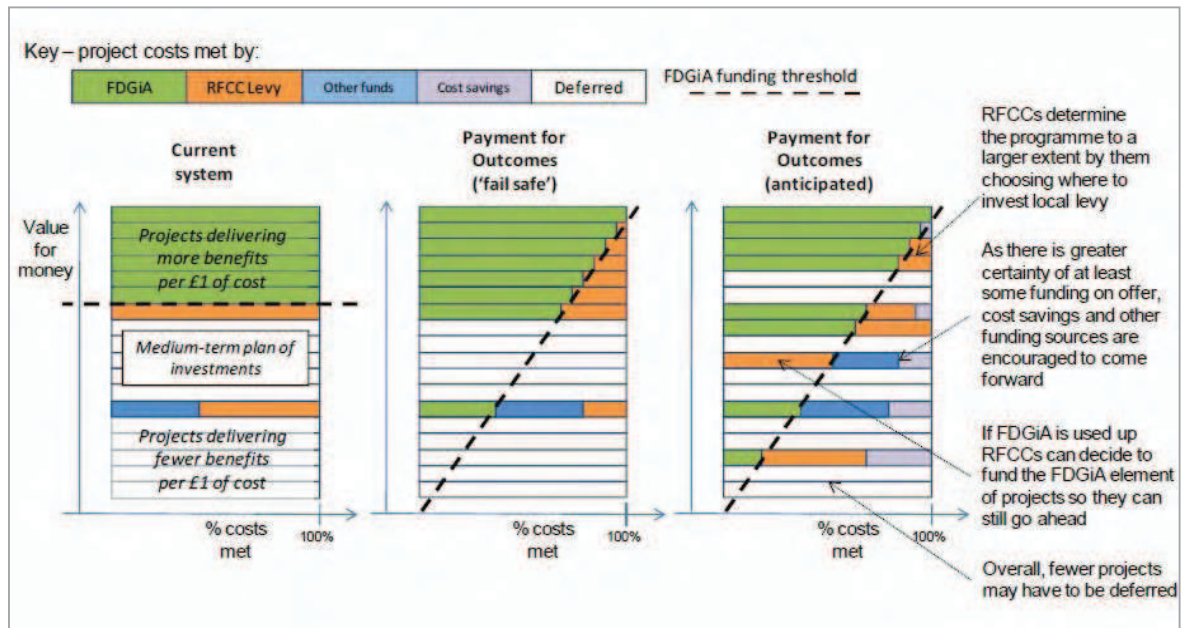 Key – project costs met by:
FDGiA
RFCC Levy
Other funds
Cost savings
Deferred
FDGiA funding threshold
Current
system
Value
for
money
Projects delivering
more benefits
per £1 of cost
Medium-term plan of
investments
Projects delivering
fewer benefits
per £1 of cost
% costs
met
100%
Payment for
Outcomes
(‘fail safe’)
% costs
met
100%
Payment for
Outcomes
(anticipated)
% costs
met
100%
RFCCs determine
the programme to a
larger extent by them
choosing where to
invest local levy
As there is greater
certainty of at least
some funding on offer,
cost savings and other
funding sources are
encouraged to come
forward
If FDGiA is used up
RFCCs can decide to
fund the FDGiA element
of projects so they can
still go ahead
Overall, fewer projects
may have to be deferred